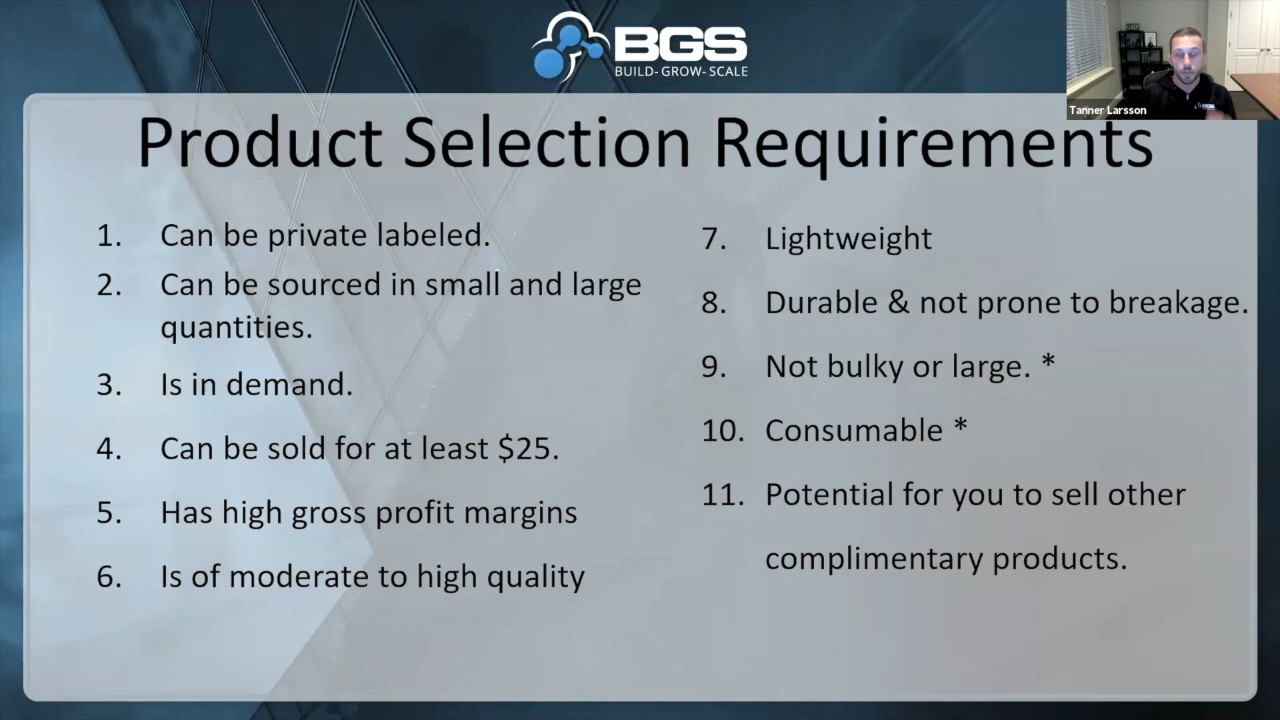 BGS
BUILD-GROW-SCALE
Tanner Larsson
Product Selection Requirements
1. Can be private labeled.
2. Can be sourced in small and large
quantities.
3. Is in demand.
4. Can be sold for at least $25.
5. Has high gross profit margins
6. Is of moderate to high quality
7. Lightweight
8. Durable & not prone to breakage.
9. Not bulky or large. *
10. Consumable *
11. Potential for you to sell other
complimentary products.